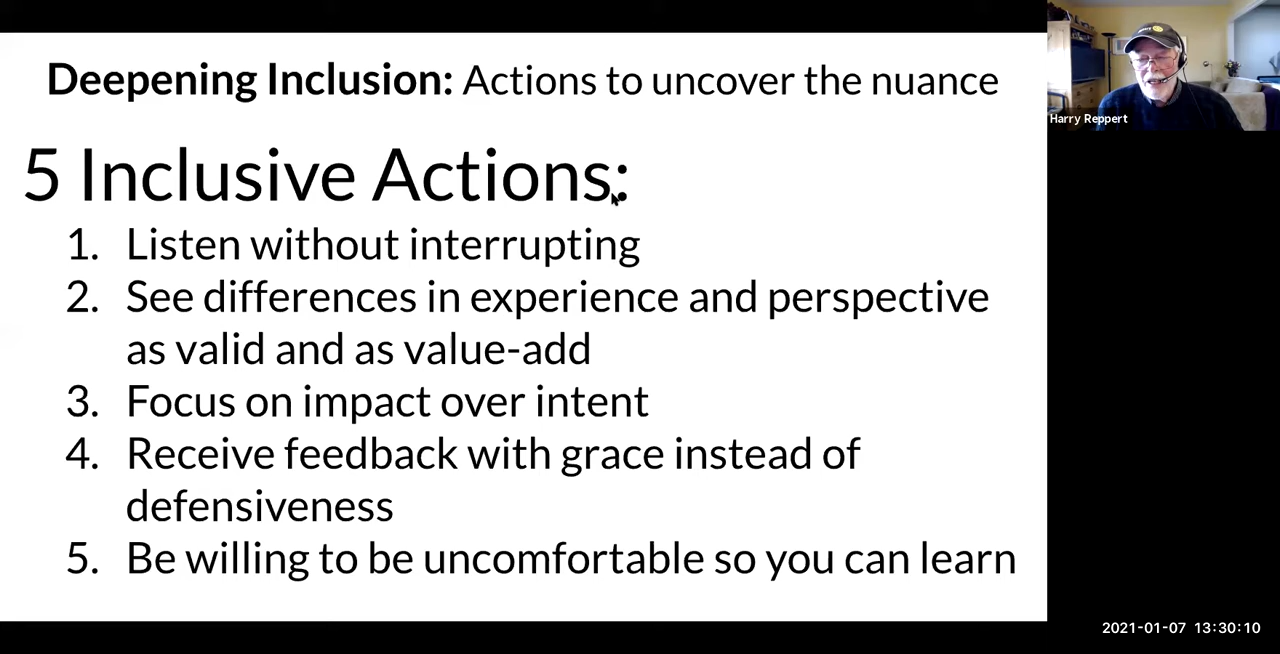 Deepening Inclusion: Actions to uncover the nuance
5 Inclusive Actions:
1. Listen without interrupting
2. See differences in experience and perspective
as valid and as value-add
3. Focus on impact over intent
4. Receive feedback with grace instead of
defensiveness
5. Be willing to be uncomfortable so you can learn
Harry Reppert
2021-01-07 13:30:10